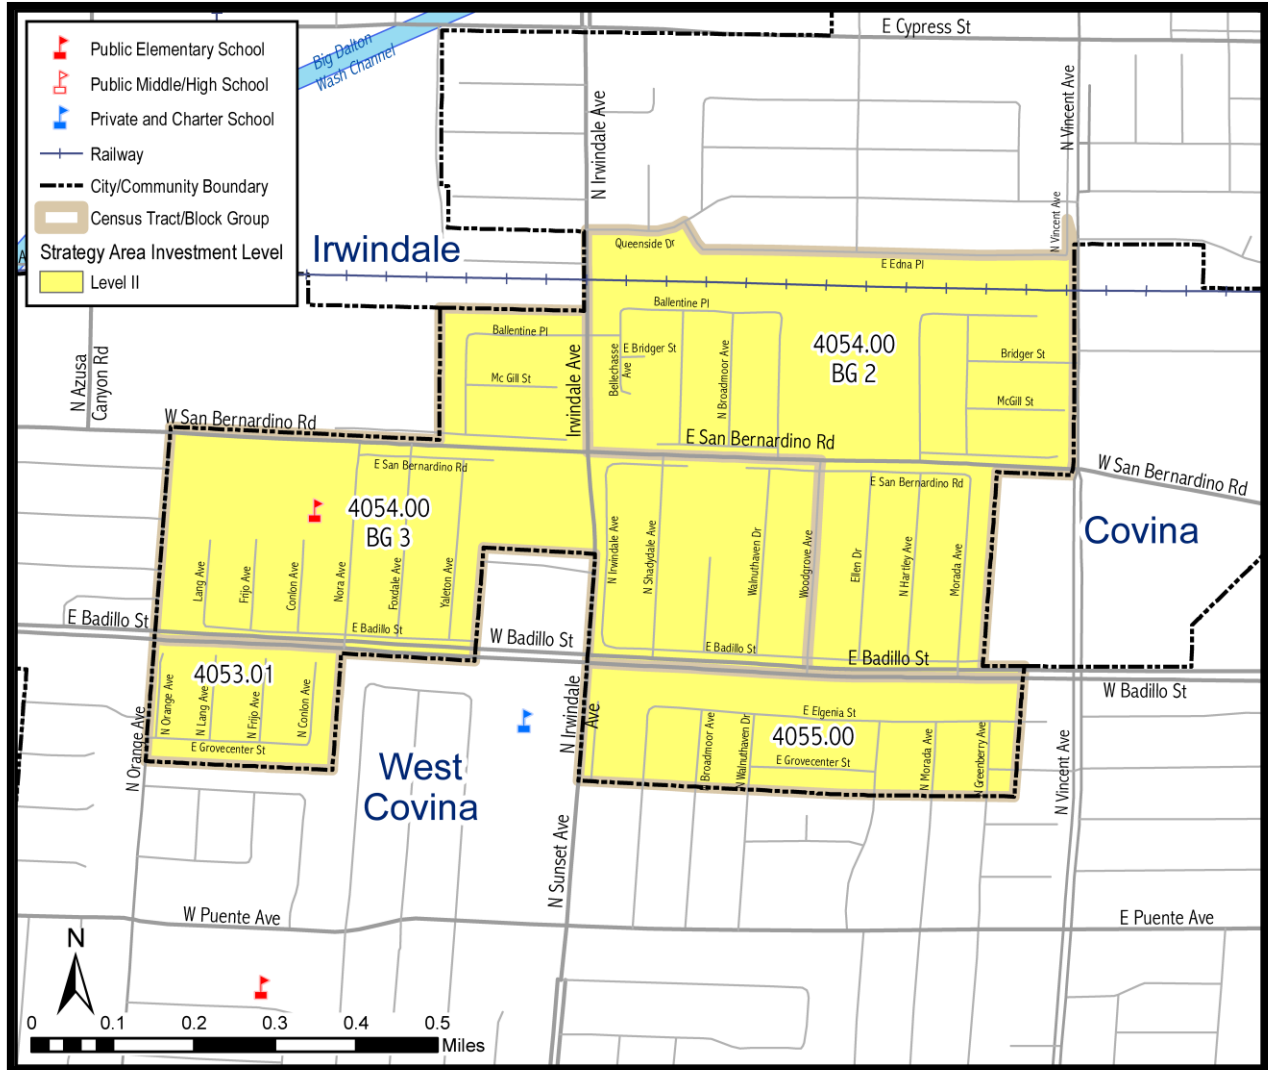 Public Elementary School
Public Middle/High School
Private and Charter School
Railway
City/Community Boundary
Census Tract/Block Group
Strategy Area Investment Level
Level II
Big Dalton
Wash Channel
E Cypress St
N Irwindale Ave
N Vincent Ave
N Vincent Ave
Irwindale
Queenside Dr
E Edna Pl
Ballentine Pl
Ballentine Pl
E Bridger St
Bellechasse
Ave
N Broadmoor Ave
4054.00
BG 2
Bridger St
McGill St
Mc Gill St
Irwindale Ave
N Azusa
Canyon Rd
W San Bernardino Rd
E San Bernardino Rd
W San Bernardino Rd
E San Bernardino Rd
E San Bernardino Rd
4054.00
BG 3
Covina
Lang Ave
Frijo Ave
Conlon Ave
Nora Ave
Foxdale Ave
Yaleton Ave
N Irwindale Ave
N Shadydale Ave
Walnuthaven Dr
Woodgrove Ave
Ellen Dr
N Hartley Ave
Morada Ave
E Badillo St
E Badillo St
W Badillo St
E Badillo St
E Badillo St
W Badillo St
4053.01
N Orange Ave
N Lang Ave
N Frijo Ave
N Conlon Ave
E Grovecenter St
N Orange Ave
West
Covina
N Irwindale
Ave
E Elgenia St
4055.00
E Grovecenter St
Broadmoor Ave
N Walnuthaven Dr
N Morada Ave
N Greenberry Ave
N Vincent Ave
N Sunset Ave
W Puente Ave
E Puente Ave
N
0
0.1
0.2
0.3
0.4
0.5
Miles